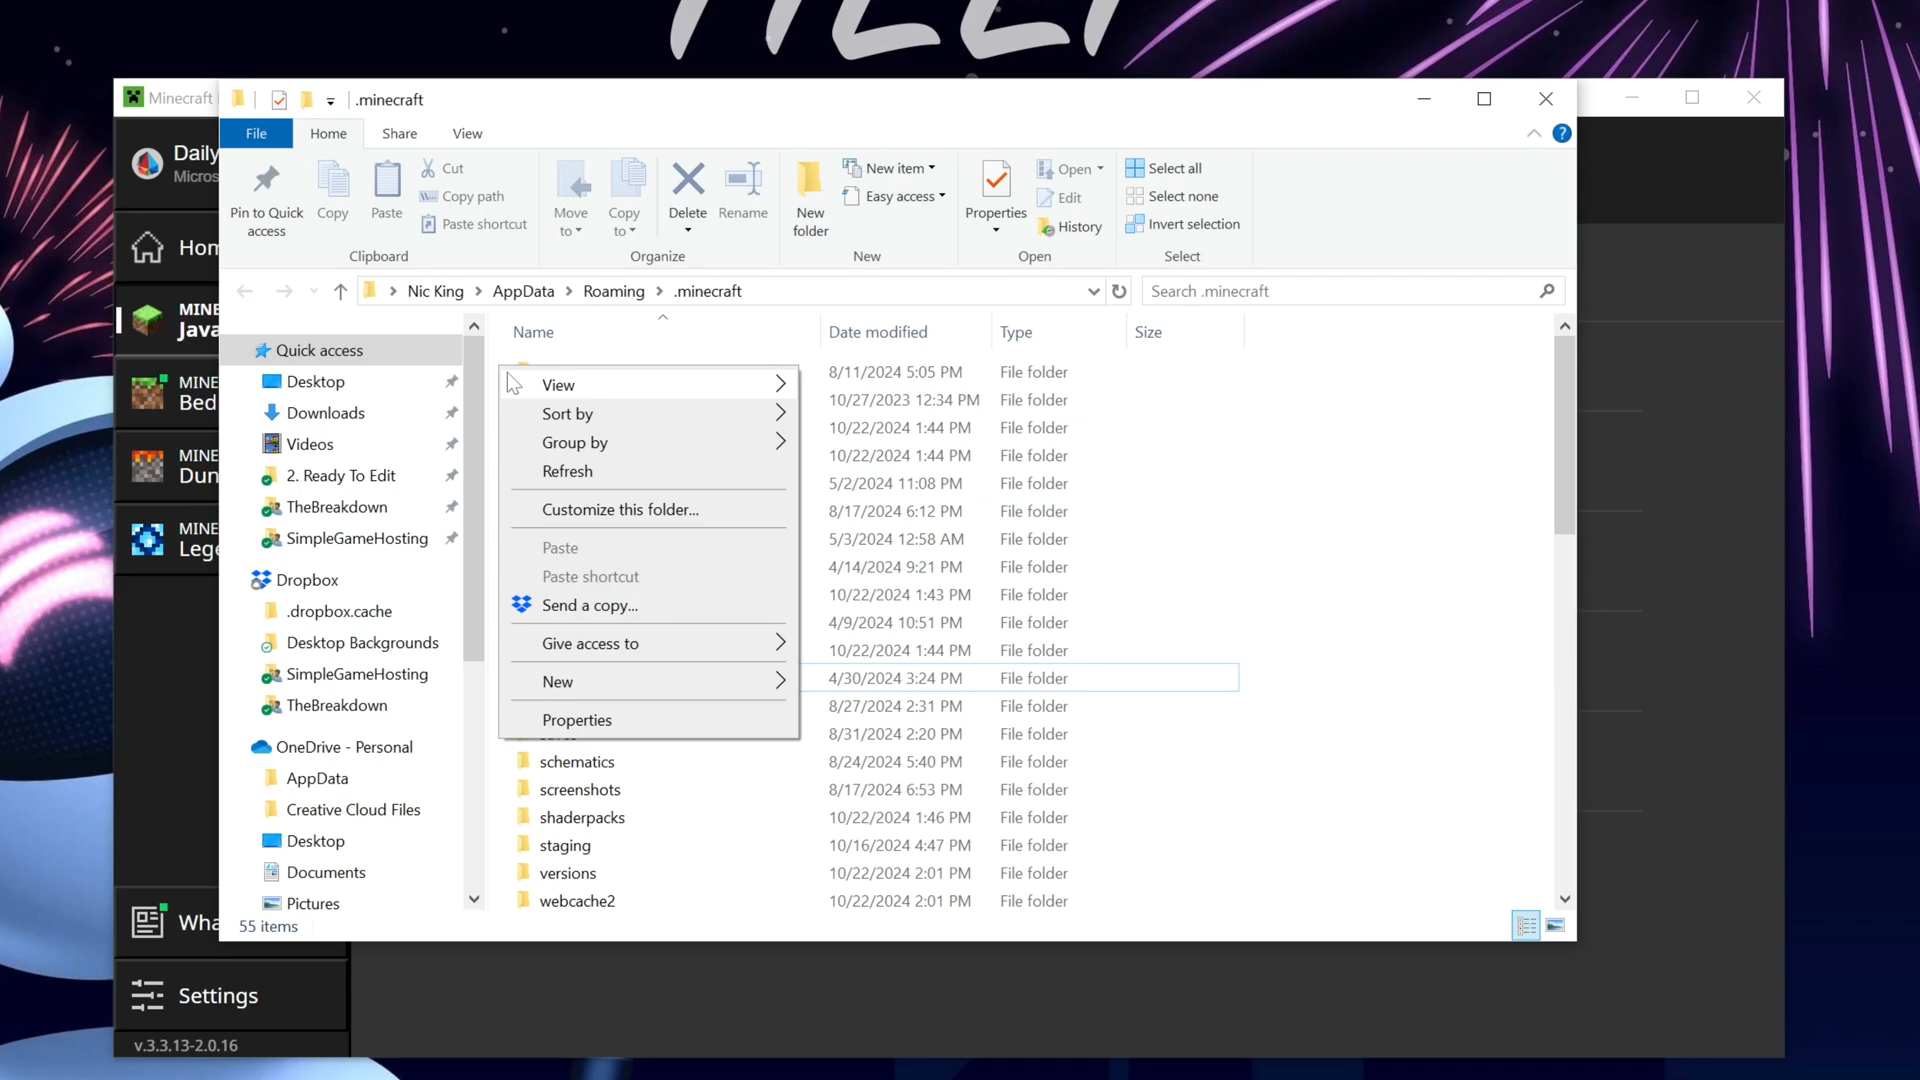 HELP
Minecraft
.minecraft
File
Home
Share
View
Pin to Quick
access
Copy
Paste
Cut
Copy path
Paste shortcut
Clipboard
Move
to
Copy
to
Delete
Rename
Organize
New
folder
New item
Easy access
New
Properties
Open
Edit
History
Open
Select all
Select none
Invert selection
Select
Nic King
AppData
Roaming
.minecraft
Search .minecraft
Daily
Micros
Hom
MINE
Java
MINE
Bed
MINE
Dun
MINE
Lege
Wha
Settings
v.3.3.13-2.0.16
Quick access
Desktop
Downloads
Videos
2. Ready To Edit
TheBreakdown
SimpleGameHosting
Dropbox
.dropbox.cache
Desktop Backgrounds
SimpleGameHosting
TheBreakdown
OneDrive - Personal
AppData
Creative Cloud Files
Desktop
Documents
Pictures
55 items
Name Date modified Type Size
8/11/2024 5:05 PM File folder
10/27/2023 12:34 PM File folder
10/22/2024 1:44 PM File folder
10/22/2024 1:44 PM File folder
5/2/2024 11:08 PM File folder
8/17/2024 6:12 PM File folder
5/3/2024 12:58 AM File folder
4/14/2024 9:21 PM File folder
10/22/2024 1:43 PM File folder
4/9/2024 10:51 PM File folder
10/22/2024 1:44 PM File folder
4/30/2024 3:24 PM File folder
8/27/2024 2:31 PM File folder
8/31/2024 2:20 PM File folder
schematics 8/24/2024 5:40 PM File folder
screenshots 8/17/2024 6:53 PM File folder
shaderpacks 10/22/2024 1:46 PM File folder
staging 10/16/2024 4:47 PM File folder
versions 10/22/2024 2:01 PM File folder
webcache2 10/22/2024 2:01 PM File folder
View
Sort by
Group by
Refresh
Customize this folder...
Paste
Paste shortcut
Send a copy...
Give access to
New
Properties